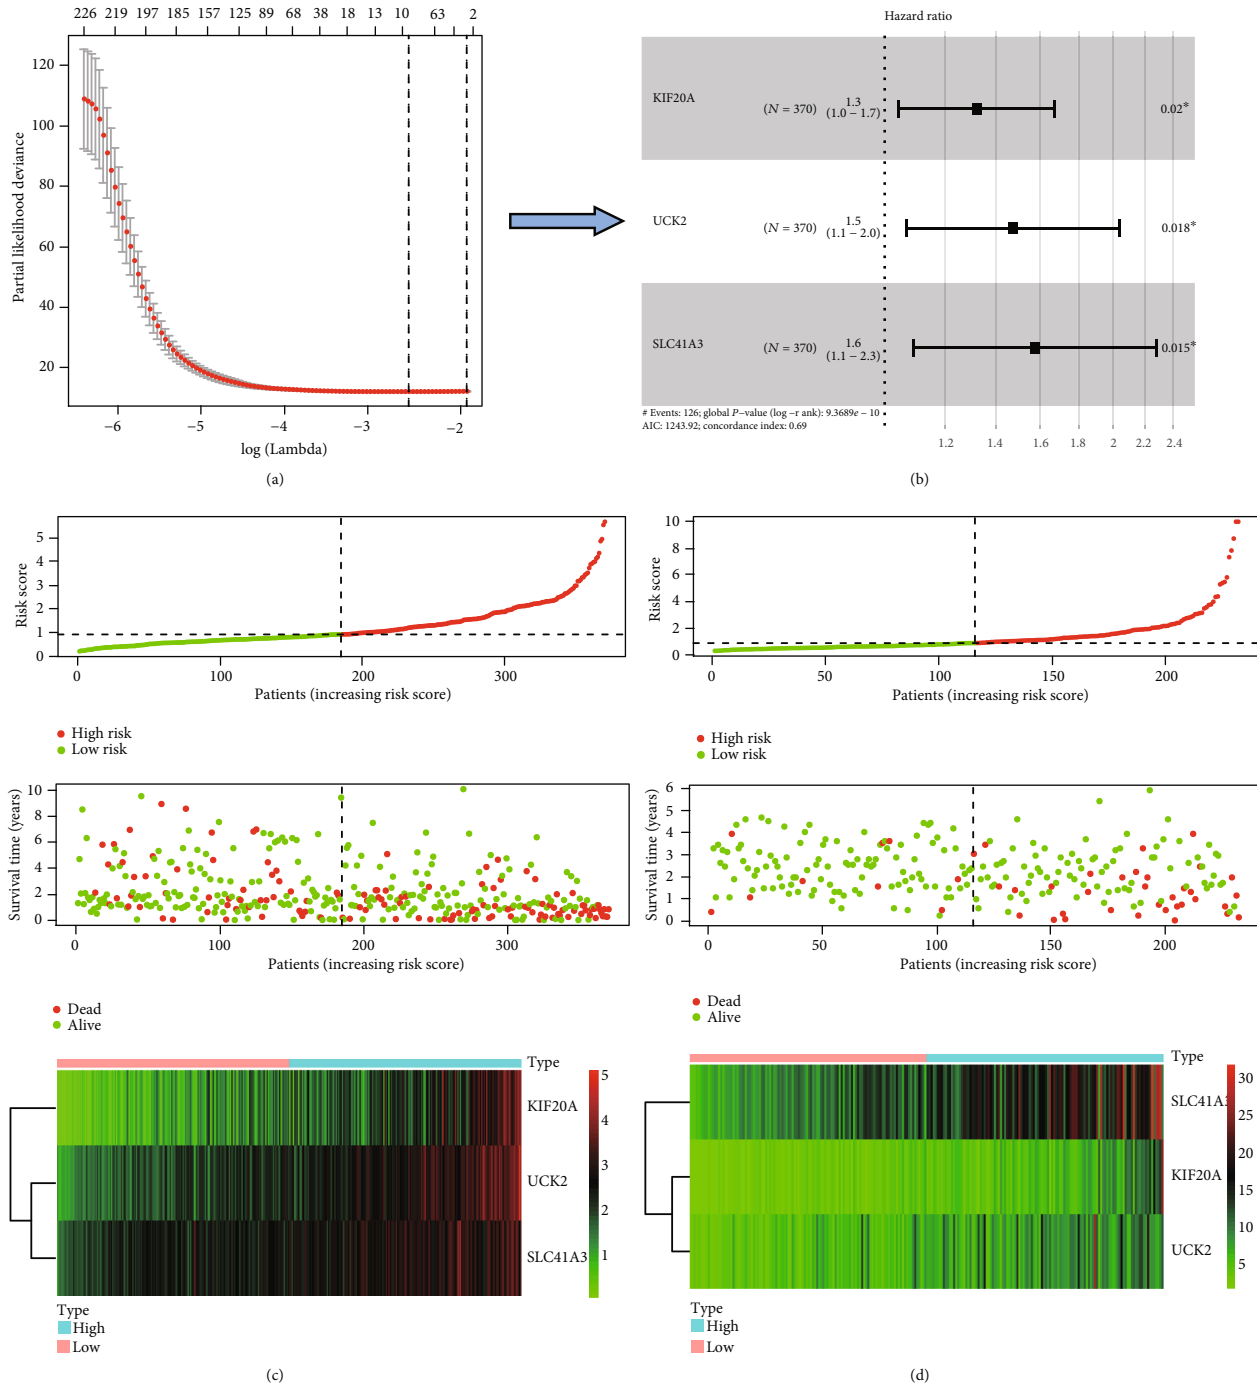 226 219 197 185 157 125 89 68 38 18 13 10 63 2
120
100
80
60
40
20
Partial likelihood deviance
−6 −5 −4 −3 −2
log (Lambda)
(a)
Hazard ratio
KIF20A (N = 370) 1.3 (1.0 − 1.7) 0.02*
UCK2 (N = 370) 1.5 (1.1 − 2.0) 0.018*
SLC41A3 (N = 370) 1.6 (1.1 − 2.3) 0.015*
# Events: 126; global P−value (log −r ank): 9.3689e − 10
AIC: 1243.92; concordance index: 0.69
1.2 1.4 1.6 1.8 2 2.2 2.4
(b)
5
4
3
2
1
0
Risk score
0 100 200 300
Patients (increasing risk score)
High risk
Low risk
10
8
6
4
2
0
Survival time (years)
0 100 200 300
Patients (increasing risk score)
Dead
Alive
Type
KIF20A
UCK2
SLC41A3
5
4
3
2
1
Type
High
Low
(c)
10
8
6
4
2
0
Risk score
0 50 100 150 200
Patients (increasing risk score)
High risk
Low risk
6
5
4
3
2
1
0
Survival time (years)
0 50 100 150 200
Patients (increasing risk score)
Dead
Alive
Type
SLC41A3
KIF20A
UCK2
30
25
20
15
10
5
Type
High
Low
(d)